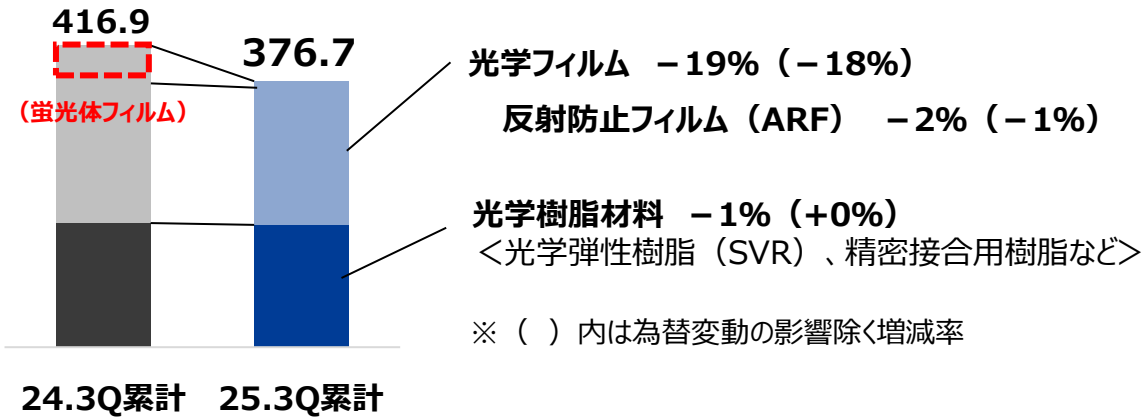 416.9
376.7
(蛍光体フィルム)
光学フィルム －19%（－18%）
反射防止フィルム（ARF） －2%（－1%）
光学樹脂材料 －1%（+0%）
＜光学弾性樹脂（SVR）、精密接合用樹脂など＞
※（ ）内は為替変動の影響除く増減率
24.3Q累計 25.3Q累計